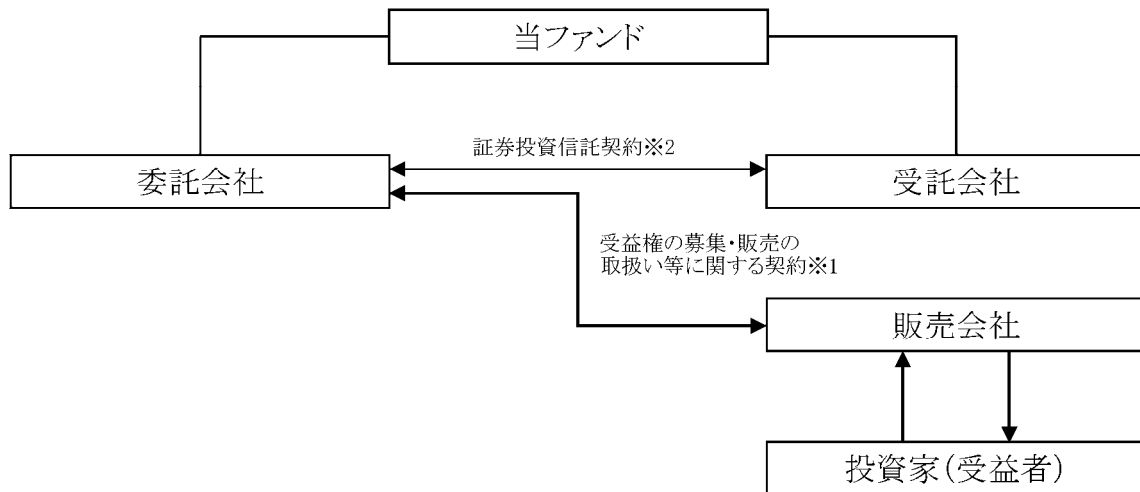 当ファンド
証券投資信託契約※2
委託会社
受託会社
受益権の募集・販売の
取扱い等に関する契約※1
販売会社
投資家(受益者)